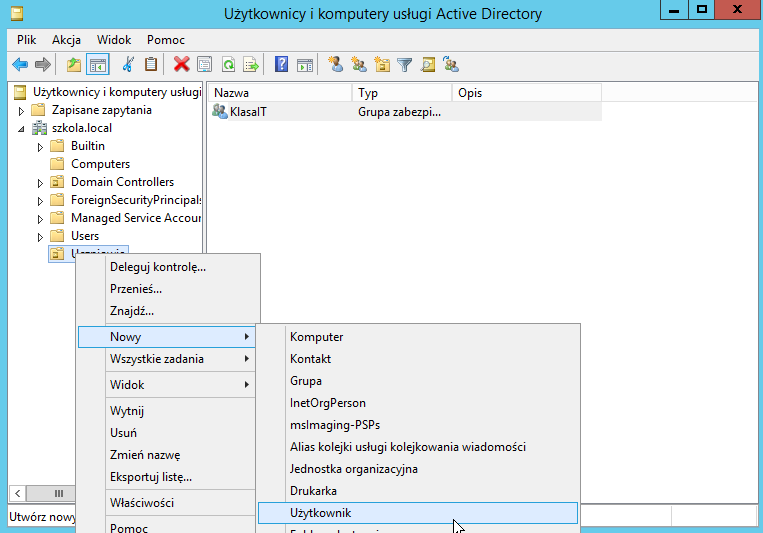 Użytkownicy i komputery usługi Active Directory
Plik Akcja Widok Pomoc
Użytkownicy i komputery usługi
Zapisane zapytania
szkola.local
Builtin
Computers
Domain Controllers
ForeignSecurityPrincipals
Managed Service Accour
Users
Uczniowie
Nazwa Typ Opis
KlasaIT Grupa zabezpi...
Deleguj kontrolę...
Przenieś...
Znajdź...
Nowy
Wszystkie zadania
Widok
Wytnij
Usuń
Zmień nazwę
Eksportuj listę...
Właściwości
Pomoc
Komputer
Kontakt
Grupa
InetOrgPerson
msImaging-PSPs
Alias kolejki usługi kolejkowania wiadomości
Jednostka organizacyjna
Drukarka
Użytkownik
Utwórz nowy